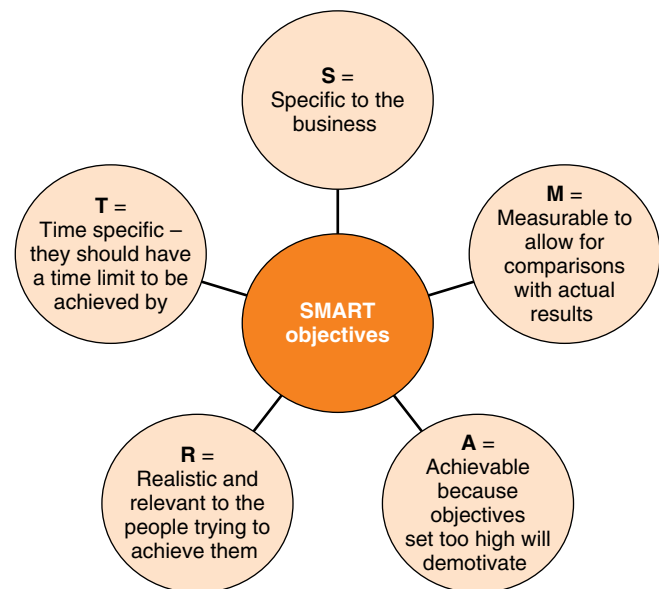 S =
Specific to the
business
T =
Time specific –
they should have
a time limit to be
achieved by
M =
Measurable to
allow for
comparisons
with actual
results
SMART
objectives
R =
Realistic and
relevant to the
people trying to
achieve them
A =
Achievable
because
objectives
set too high will
demotivate